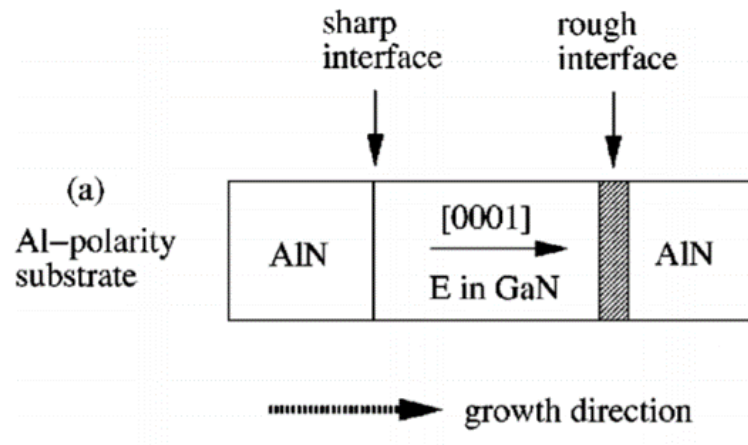 sharp
interface
rough
interface
(a)
Al–polarity
substrate
AlN
[0001]
E in GaN
AlN
growth direction